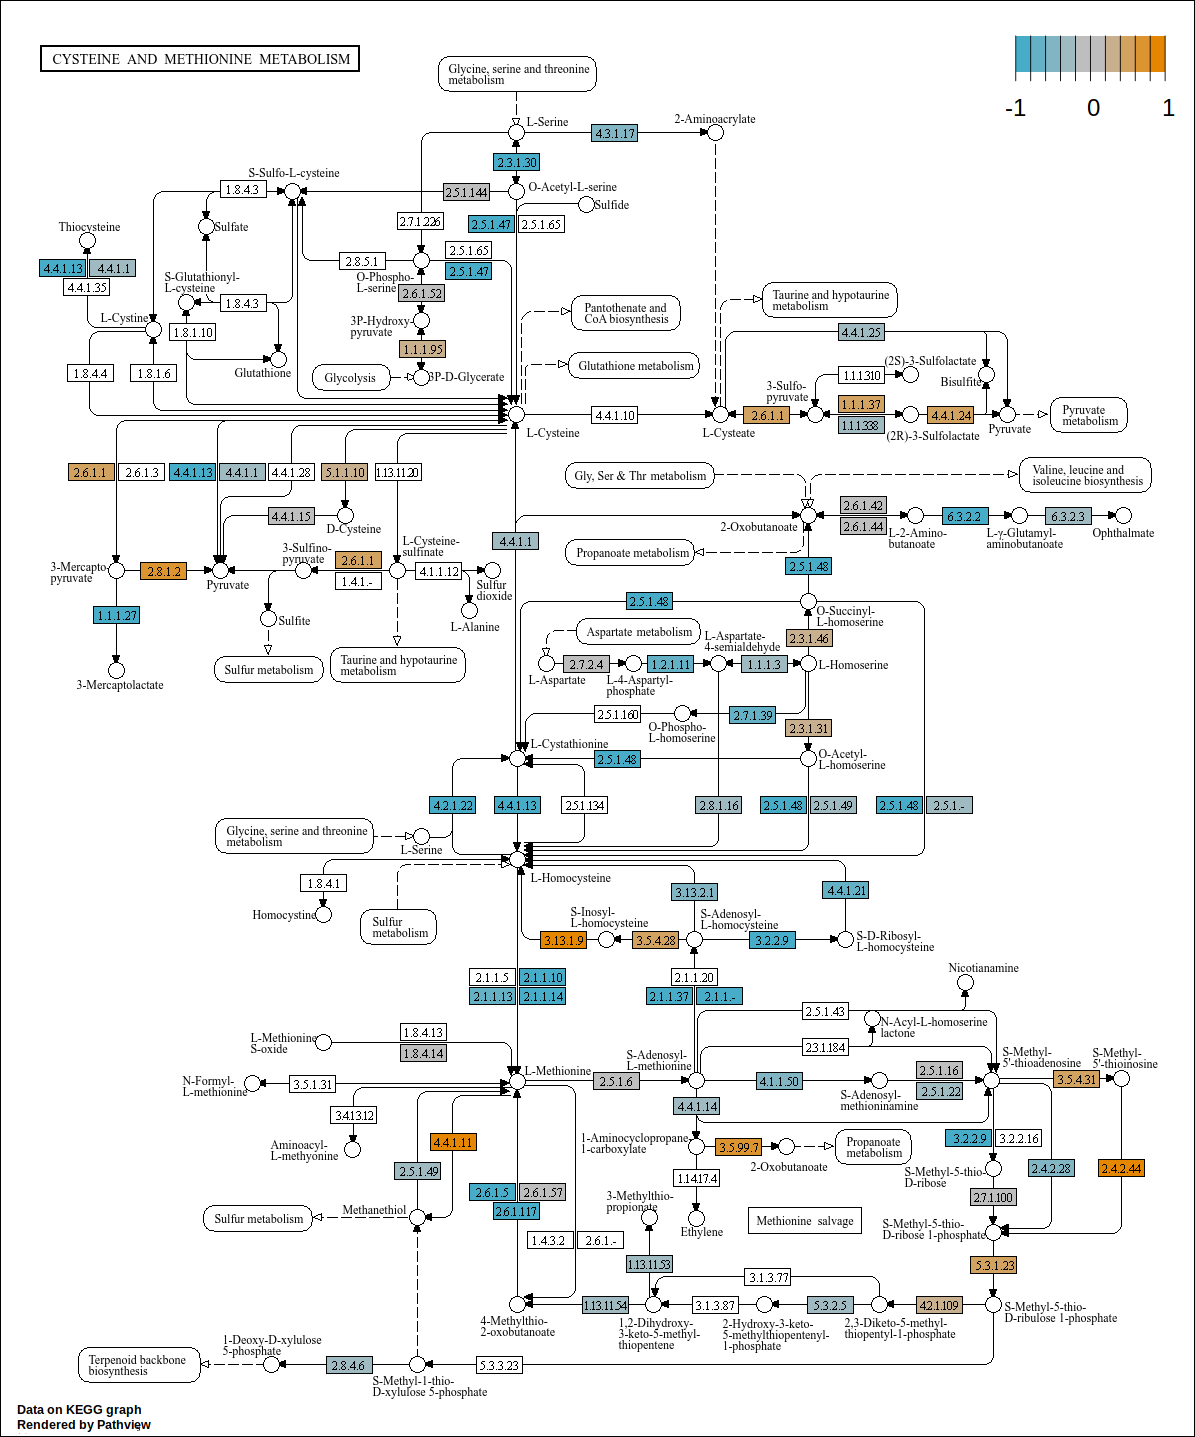 CYSTEINE AND METHIONINE METABOLISM
-1 0 1
Glycine, serine and threonine
metabolism
L-Serine
4.3.1.17
2-Aminoacrylate
2.3.1.30
S-Sulfo-L-cysteine
1.8.4.3
2.5.1.144
O-Acetyl-L-serine
Sulfide
Thiocysteine
Sulfate
2.7.1.226
2.5.1.47
2.5.1.65
4.4.1.13
4.4.1.1
4.4.1.35
2.8.5.1
2.5.1.65
2.5.1.47
S-Glutathionyl-
L-cysteine
O-Phospho-
L-serine
2.6.1.52
1.8.4.3
L-Cystine
1.8.1.10
3P-Hydroxy-
pyruvate
Pantothenate and
CoA biosynthesis
Taurine and hypotaurine
metabolism
4.4.1.25
1.1.1.95
1.8.4.4
1.8.1.6
Glutathione
Glycolysis
3P-D-Glycerate
Glutathione metabolism
(2S)-3-Sulfolactate
1.1.1.310
Bisulfite
3-Sulfo-
pyruvate
L-Cysteine
4.4.1.10
L-Cysteate
2.6.1.1
1.1.1.37
1.1.1.338
(2R)-3-Sulfolactate
4.4.1.24
Pyruvate
Pyruvate
metabolism
2.6.1.1
2.6.1.3
4.4.1.13
4.4.1.1
4.4.1.28
5.1.1.10
1.13.11.20
Gly, Ser & Thr metabolism
Valine, leucine and
isoleucine biosynthesis
4.4.1.15
D-Cysteine
2-Oxobutanoate
2.6.1.42
2.6.1.44
L-2-Amino-
butanoate
6.3.2.2
L-γ-Glutamyl-
aminobutanoate
6.3.2.3
Ophthalmate
4.4.1.1
Propanoate metabolism
3-Mercapto-
pyruvate
2.8.1.2
Pyruvate
3-Sulfino-
pyruvate
2.6.1.1
1.4.1.-
L-Cysteine-
sulfinate
4.1.1.12
Sulfur
dioxide
2.5.1.48
1.1.1.27
Sulfite
L-Alanine
2.5.1.48
O-Succinyl-
L-homoserine
3-Mercaptolactate
Sulfur metabolism
Taurine and hypotaurine
metabolism
Aspartate metabolism
L-Aspartate-
4-semialdehyde
2.3.1.46
L-Aspartate
2.7.2.4
L-4-Aspartyl-
phosphate
1.2.1.11
1.1.1.3
L-Homoserine
2.5.1.160
O-Phospho-
L-homoserine
2.7.1.39
2.3.1.31
L-Cystathionine
2.5.1.48
O-Acetyl-
L-homoserine
4.2.1.22
4.4.1.13
2.5.1.134
2.8.1.16
2.5.1.48
2.5.1.49
2.5.1.48
2.5.1.-
Glycine, serine and threonine
metabolism
L-Serine
1.8.4.1
L-Homocysteine
3.13.2.1
4.4.1.21
Homocystine
Sulfur
metabolism
S-Inosyl-
L-homocysteine
S-Adenosyl-
L-homocysteine
3.13.1.9
3.5.4.28
3.2.2.9
S-D-Ribosyl-
L-homocysteine
2.1.1.5
2.1.1.10
2.1.1.13
2.1.1.14
2.1.1.20
2.1.1.37
2.1.1.-
Nicotianamine
2.5.1.43
N-Acyl-L-homoserine
lactone
L-Methionine
S-oxide
1.8.4.13
1.8.4.14
2.3.1.184
N-Formyl-
L-methionine
3.5.1.31
L-Methionine
2.5.1.6
S-Adenosyl-
L-methionine
4.1.1.50
S-Adenosyl-
methioninamine
2.5.1.16
2.5.1.22
S-Methyl-
5'-thioadenosine
3.5.4.31
S-Methyl-
5'-thioinosine
3.4.13.12
Aminoacyl-
L-methyonine
4.4.1.14
4.4.1.11
1-Aminocyclopropane
1-carboxylate
3.5.99.7
2-Oxobutanoate
Propanoate
metabolism
3.2.2.9
3.2.2.16
2.5.1.49
1.14.17.4
S-Methyl-5-thio-
D-ribose
2.4.2.28
2.4.2.44
2.6.1.5
2.6.1.57
2.6.1.117
3-Methylthio-
propionate
2.7.1.100
Sulfur metabolism
Methanethiol
Ethylene
Methionine salvage
S-Methyl-5-thio-
D-ribose 1-phosphate
1.4.3.2
2.6.1.-
1.13.11.53
5.3.1.23
3.1.3.77
4-Methylthio-
2-oxobutanoate
1.13.11.54
1,2-Dihydroxy-
3-keto-5-methyl-
thiopentene
3.1.3.87
2-Hydroxy-3-keto-
5-methylthiopentenyl-
1-phosphate
5.3.2.5
2,3-Diketo-5-methyl-
thiopentyl-1-phosphate
4.2.1.109
S-Methyl-5-thio-
D-ribulose 1-phosphate
Terpenoid backbone
biosynthesis
1-Deoxy-D-xylulose
5-phosphate
2.8.4.6
S-Methyl-1-thio-
D-xylulose 5-phosphate
5.3.3.23
Data on KEGG graph
Rendered by Pathview